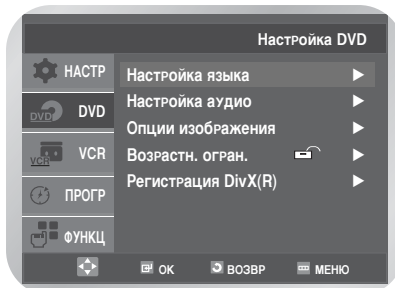 Настройка DVD
НАСТР
Настройка языка
DVD DVD
Настройка аудио
Опции изображения
VCR VCR
Возрастн. огран.
ПРОГР
Регистрация DivX(R)
ФУНКЦ
ОК ВОЗВР МЕНЮ